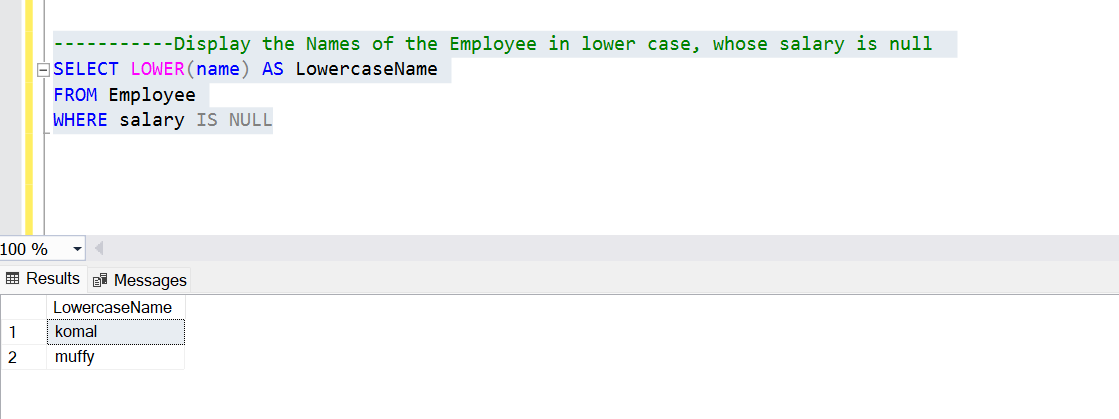 -----------Display the Names of the Employee in lower case, whose salary is null
SELECT LOWER(name) AS LowercaseName
FROM Employee
WHERE salary IS NULL
100 %
Results Messages
LowercaseName
1 komal
2 muffy